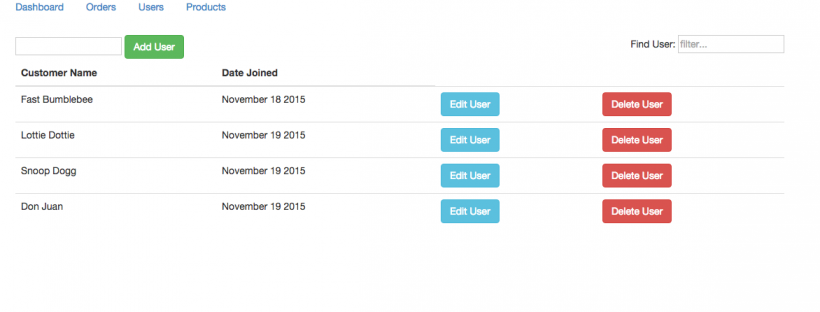 Dashboard Orders Users Products
Add User Find User: filter...
Customer Name Date Joined
Fast Bumblebee November 18 2015 Edit User Delete User
Lottie Dottie November 19 2015 Edit User Delete User
Snoop Dogg November 19 2015 Edit User Delete User
Don Juan November 19 2015 Edit User Delete User